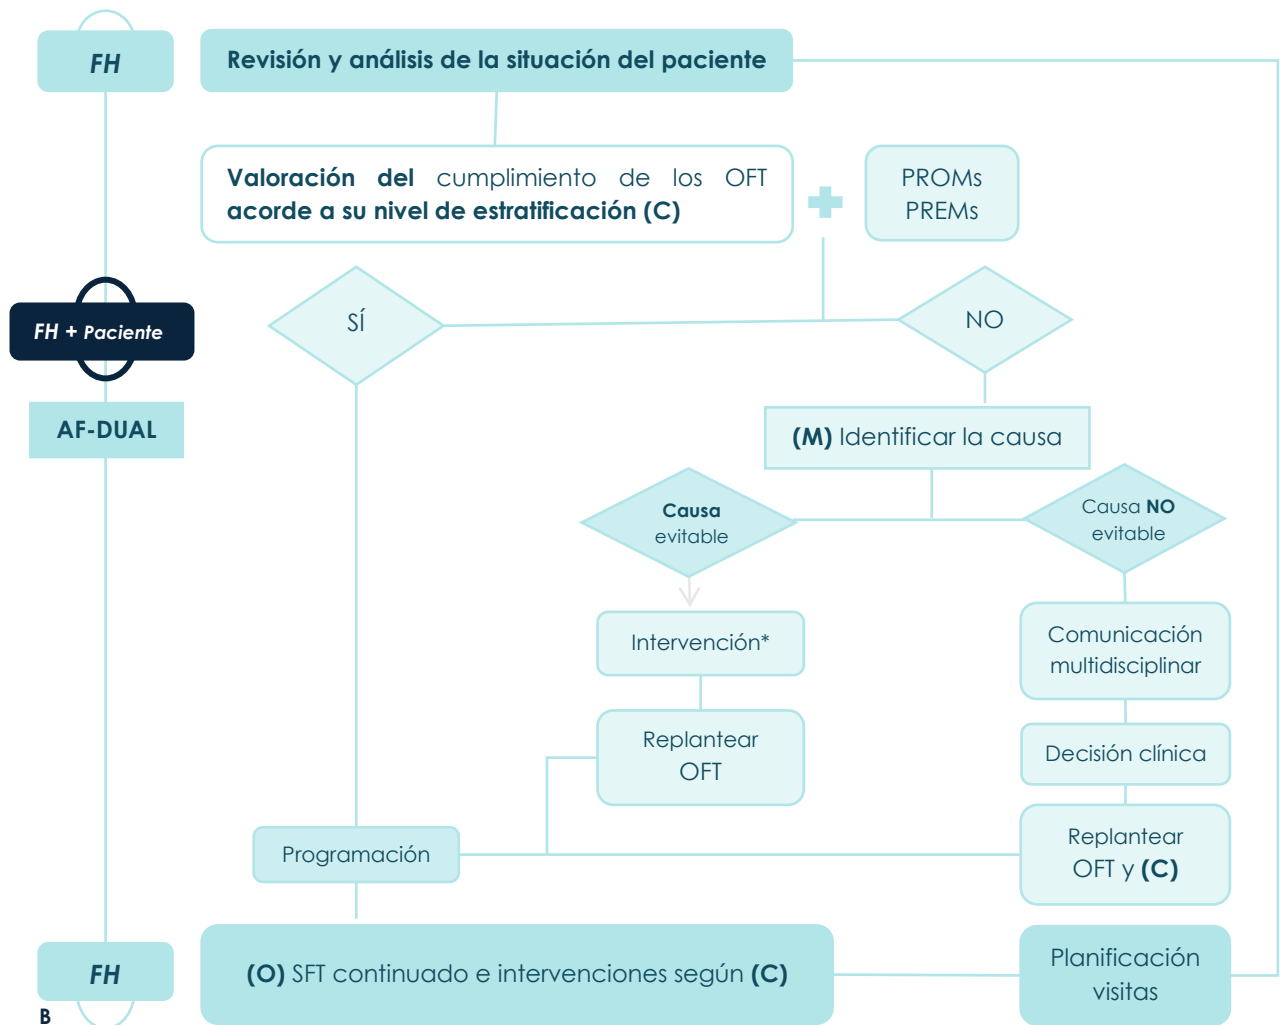 FH
Revisión y análisis de la situación del paciente
Valoración del cumplimiento de los OFT
acorde a su nivel de estratificación (C)
PROMs
PREMs
FH + Paciente
SÍ
NO
AF-DUAL
(M) Identificar la causa
Causa
evitable
Causa NO
evitable
Intervención*
Comunicación
multidisciplinar
Replantear
OFT
Decisión clínica
Programación
Replantear
OFT y (C)
FH
(O) SFT continuado e intervenciones según (C)
Planificación
visitas
B